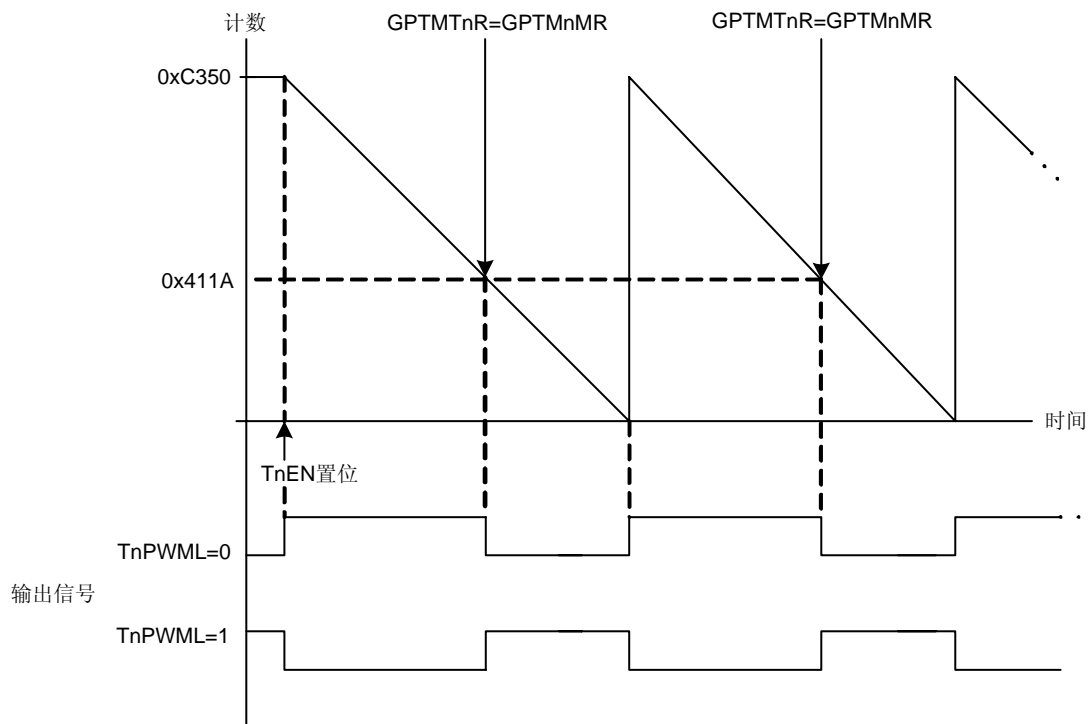 计数
GPTMTnR=GPTMnMR
GPTMTnR=GPTMnMR
0xC350
0x411A
时间
TnEN置位
TnPWML=0
输出信号
TnPWML=1